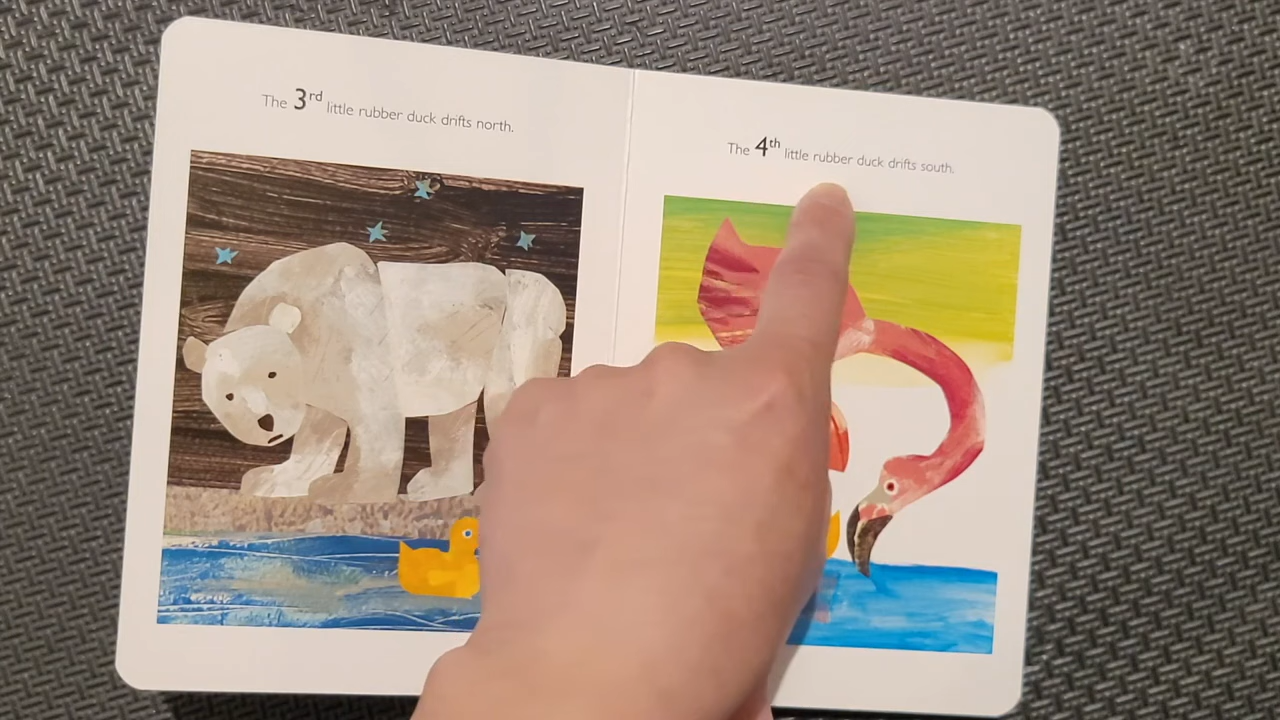 The 3rd little rubber duck drifts north.
The 4th little rubber duck drifts south.